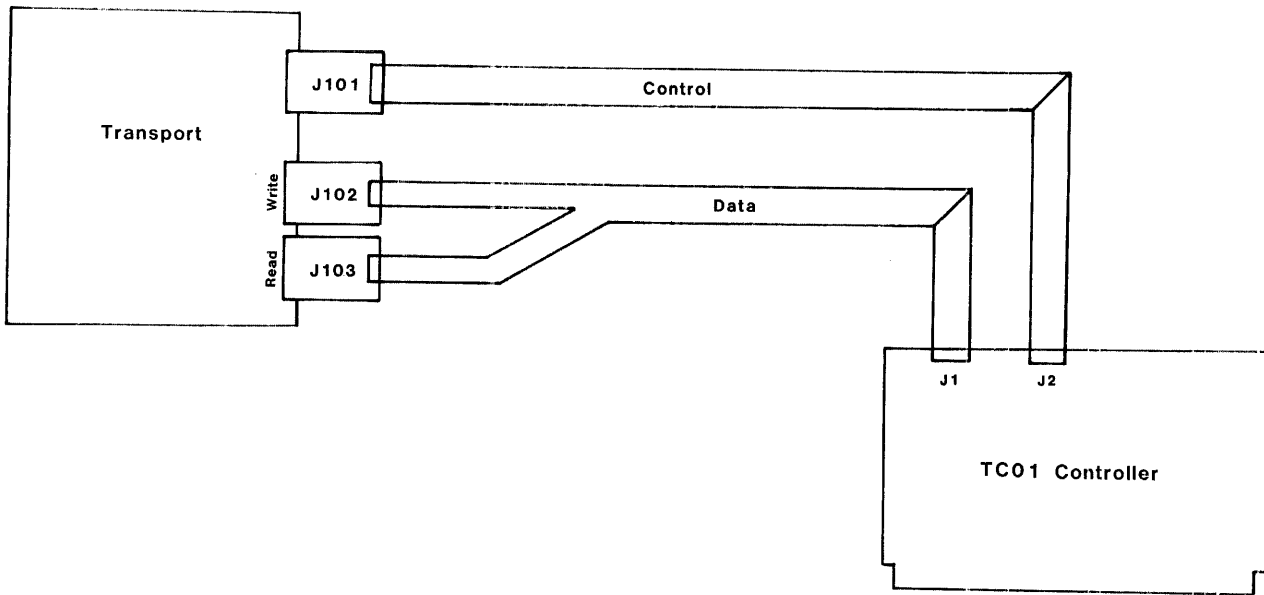 J101
Control
Transport
Write
J102
Data
Read
J103
J1
J2
TC01 Controller